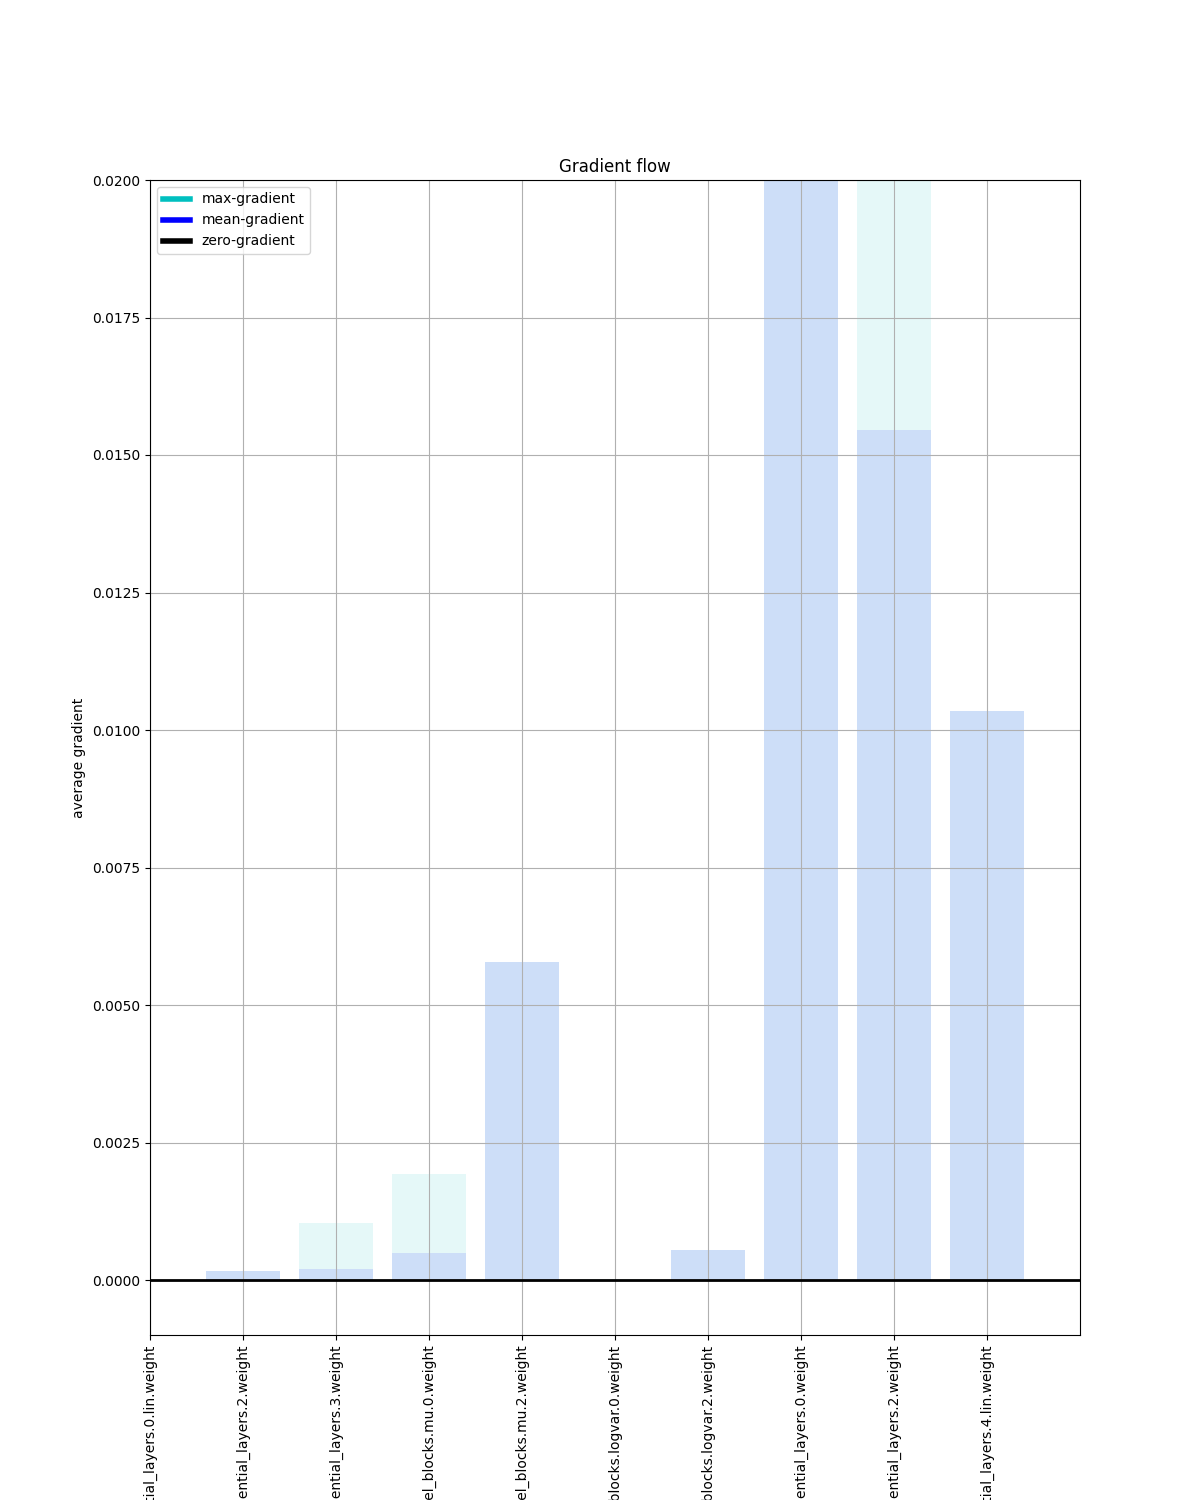 Gradient flow
max-gradient
mean-gradient
zero-gradient
0.0200
0.0175
0.0150
0.0125
0.0100
0.0075
0.0050
0.0025
0.0000
average gradient
tial_layers.0.lin.weight
ential_layers.2.weight
ential_layers.3.weight
el_blocks.mu.0.weight
el_blocks.mu.2.weight
blocks.logvar.0.weight
blocks.logvar.2.weight
ential_layers.0.weight
ential_layers.2.weight
tial_layers.4.lin.weight